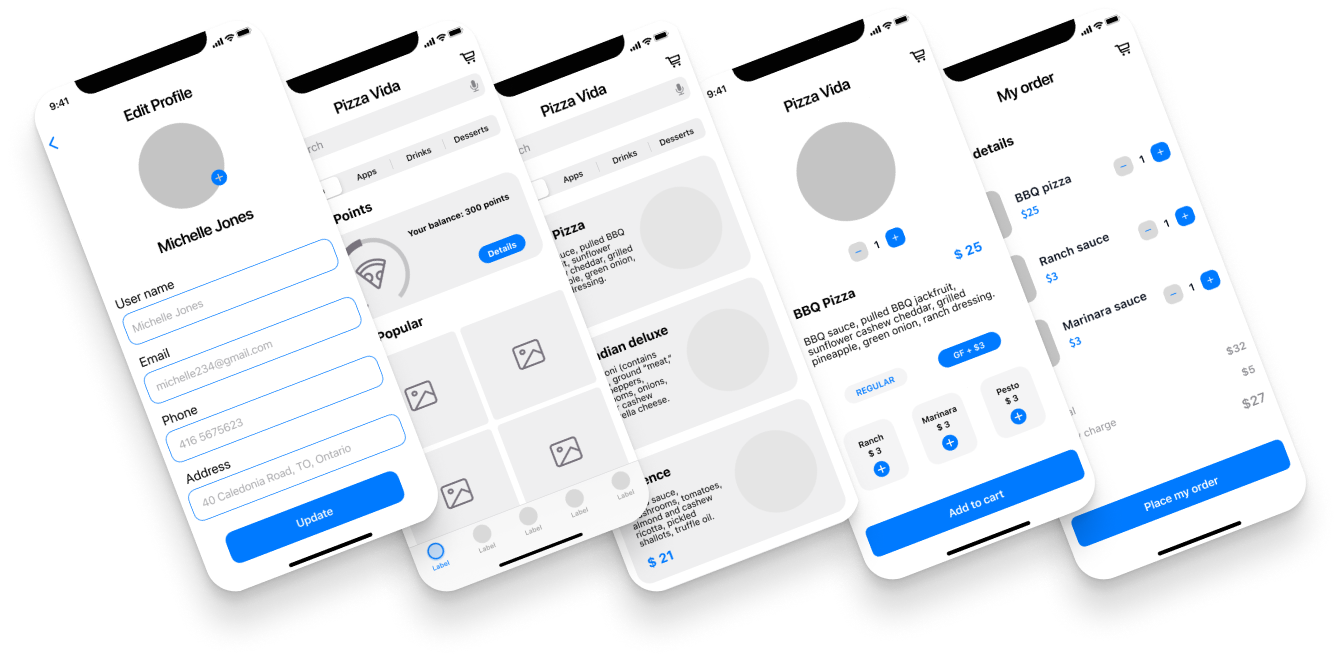 9:41
Edit Profile
Michelle Jones
User name
Michelle Jones
Email
michelle234@gmail.com
Phone
416 5675623
Address
40 Caledonia Road, TO, Ontario
Update
Pizza Vida
rch
Apps
Drinks
Desserts
Points
Your balance: 300 points
Details
Popular
Label
Label
Label
Label
Label
Pizza Vida
ch
Apps
Drinks
Desserts
Pizza
uce, pulled BBQ
it, sunflower
cheddar, grilled
ple, green onion,
ressing.
dian deluxe
oni (contains
, ground "meat,"
peppers,
ooms, onions,
cashew
ella cheese.
ence
sauce,
shrooms, tomatoes,
almond and cashew
ricotta, pickled
shallots, truffle oil.
$ 21
9:41
Pizza Vida
1
$ 25
BBQ Pizza
BBQ sauce, pulled BBQ jackfruit,
sunflower cashew cheddar, grilled
pineapple, green onion, ranch dressing.
REGULAR
GF + $3
Ranch
$ 3
Marinara
$ 3
Pesto
$ 3
Add to cart
My order
details
BBQ pizza
$25
1
Ranch sauce
$3
1
Marinara sauce
$3
1
$32
$5
al
$27
charge
Place my order